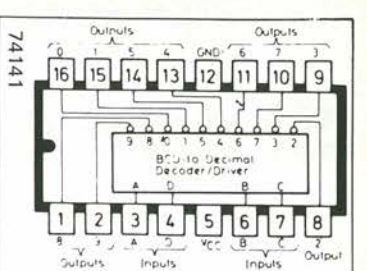 74141
Outputs Outputs
0 1 5 4 GND 6 7 3
16 15 14 13 12 11 10 9
9 8 0 1 5 4 6 7 3 2
BCD-to Decimal
Decoder/Driver
A D B C
1 2 3 4 5 6 7 8
8 9 A D VCC B C 2
Outputs Inputs Inputs Output